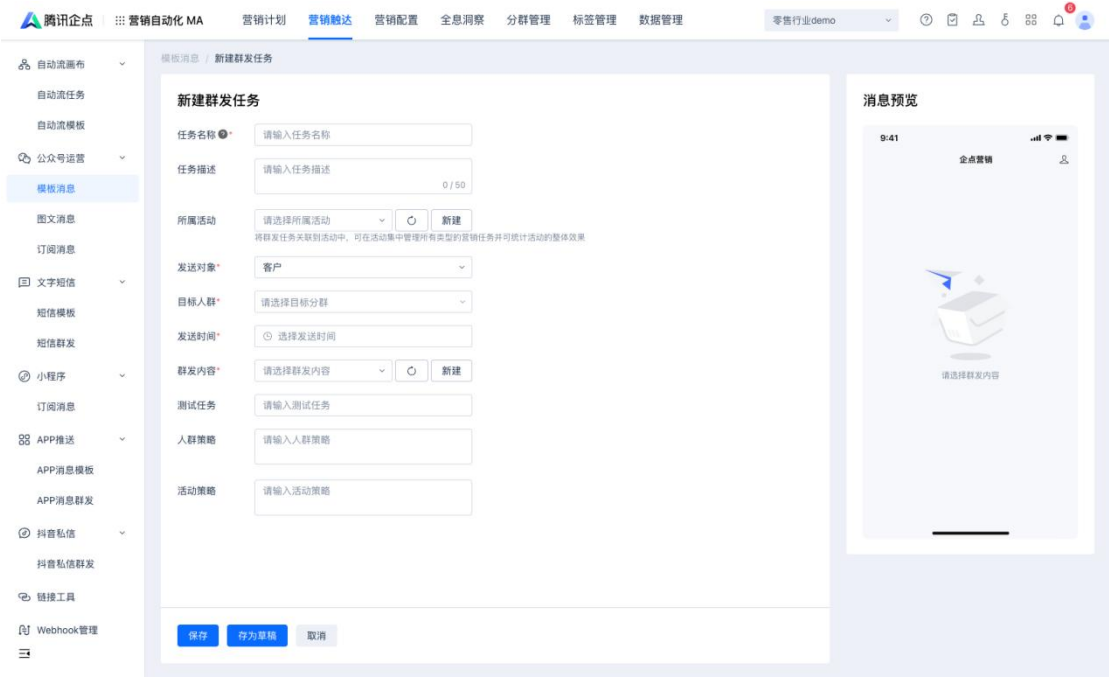 腾讯企点 营销自动化 MA 营销计划 营销触达 营销配置 全息洞察 分群管理 标签管理 数据管理 零售行业demo 6
自动流画布
自动流任务
自动流模板
公众号运营
模板消息
图文消息
订阅消息
文字短信
短信模板
短信群发
小程序
订阅消息
APP推送
APP消息模板
APP消息群发
抖音私信
抖音私信群发
链接工具
Webhook管理
模板消息 / 新建群发任务
新建群发任务
任务名称 * 请输入任务名称
任务描述 请输入任务描述
0 / 50
所属活动 请选择所属活动 新建
将群发任务关联到活动中，可在活动集中管理所有类型的营销任务并可统计活动的整体效果
发送对象* 客户
目标人群* 请选择目标分群
发送时间* 选择发送时间
群发内容* 请选择群发内容 新建
测试任务 请输入测试任务
人群策略 请输入人群策略
活动策略 请输入活动策略
保存 存为草稿 取消
消息预览
9:41
企点营销
请选择群发内容